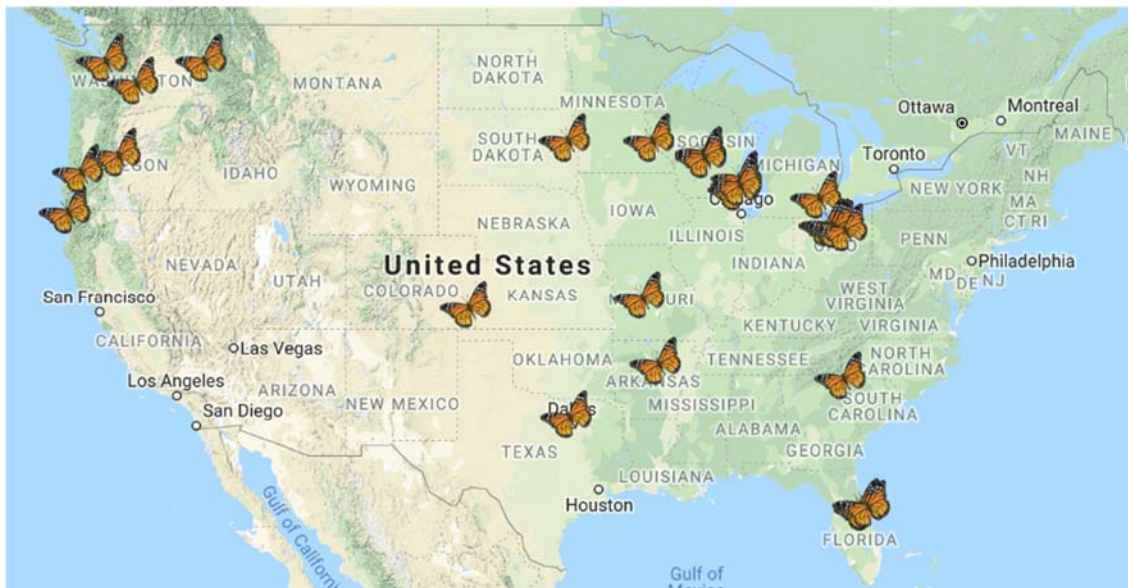 NORTH
DAKOTA
MONTANA
MINNESOTA
Ottawa
Montreal
MAINE
SOUTH
DAKOTA
MICHIGAN
Toronto
VT
NH
IDAHO
WYOMING
NEW YORK
MA
CT RI
IOWA
NEBRASKA
ILLINOIS
INDIANA
PENN
Philadelphia
MD
DE NJ
NEVADA
UTAH
United States
COLORADO
KANSAS
WEST
VIRGINIA
San Francisco
CALIFORNIA
KENTUCKY
VIRGINIA
Las Vegas
OKLAHOMA
TENNESSEE
NORTH
CAROLINA
Los Angeles
ARIZONA
NEW MEXICO
ARKANSAS
MISSISSIPPI
SOUTH
CAROLINA
San Diego
ALABAMA
TEXAS
GEORGIA
LOUISIANA
Houston
FLORIDA
Gulf of